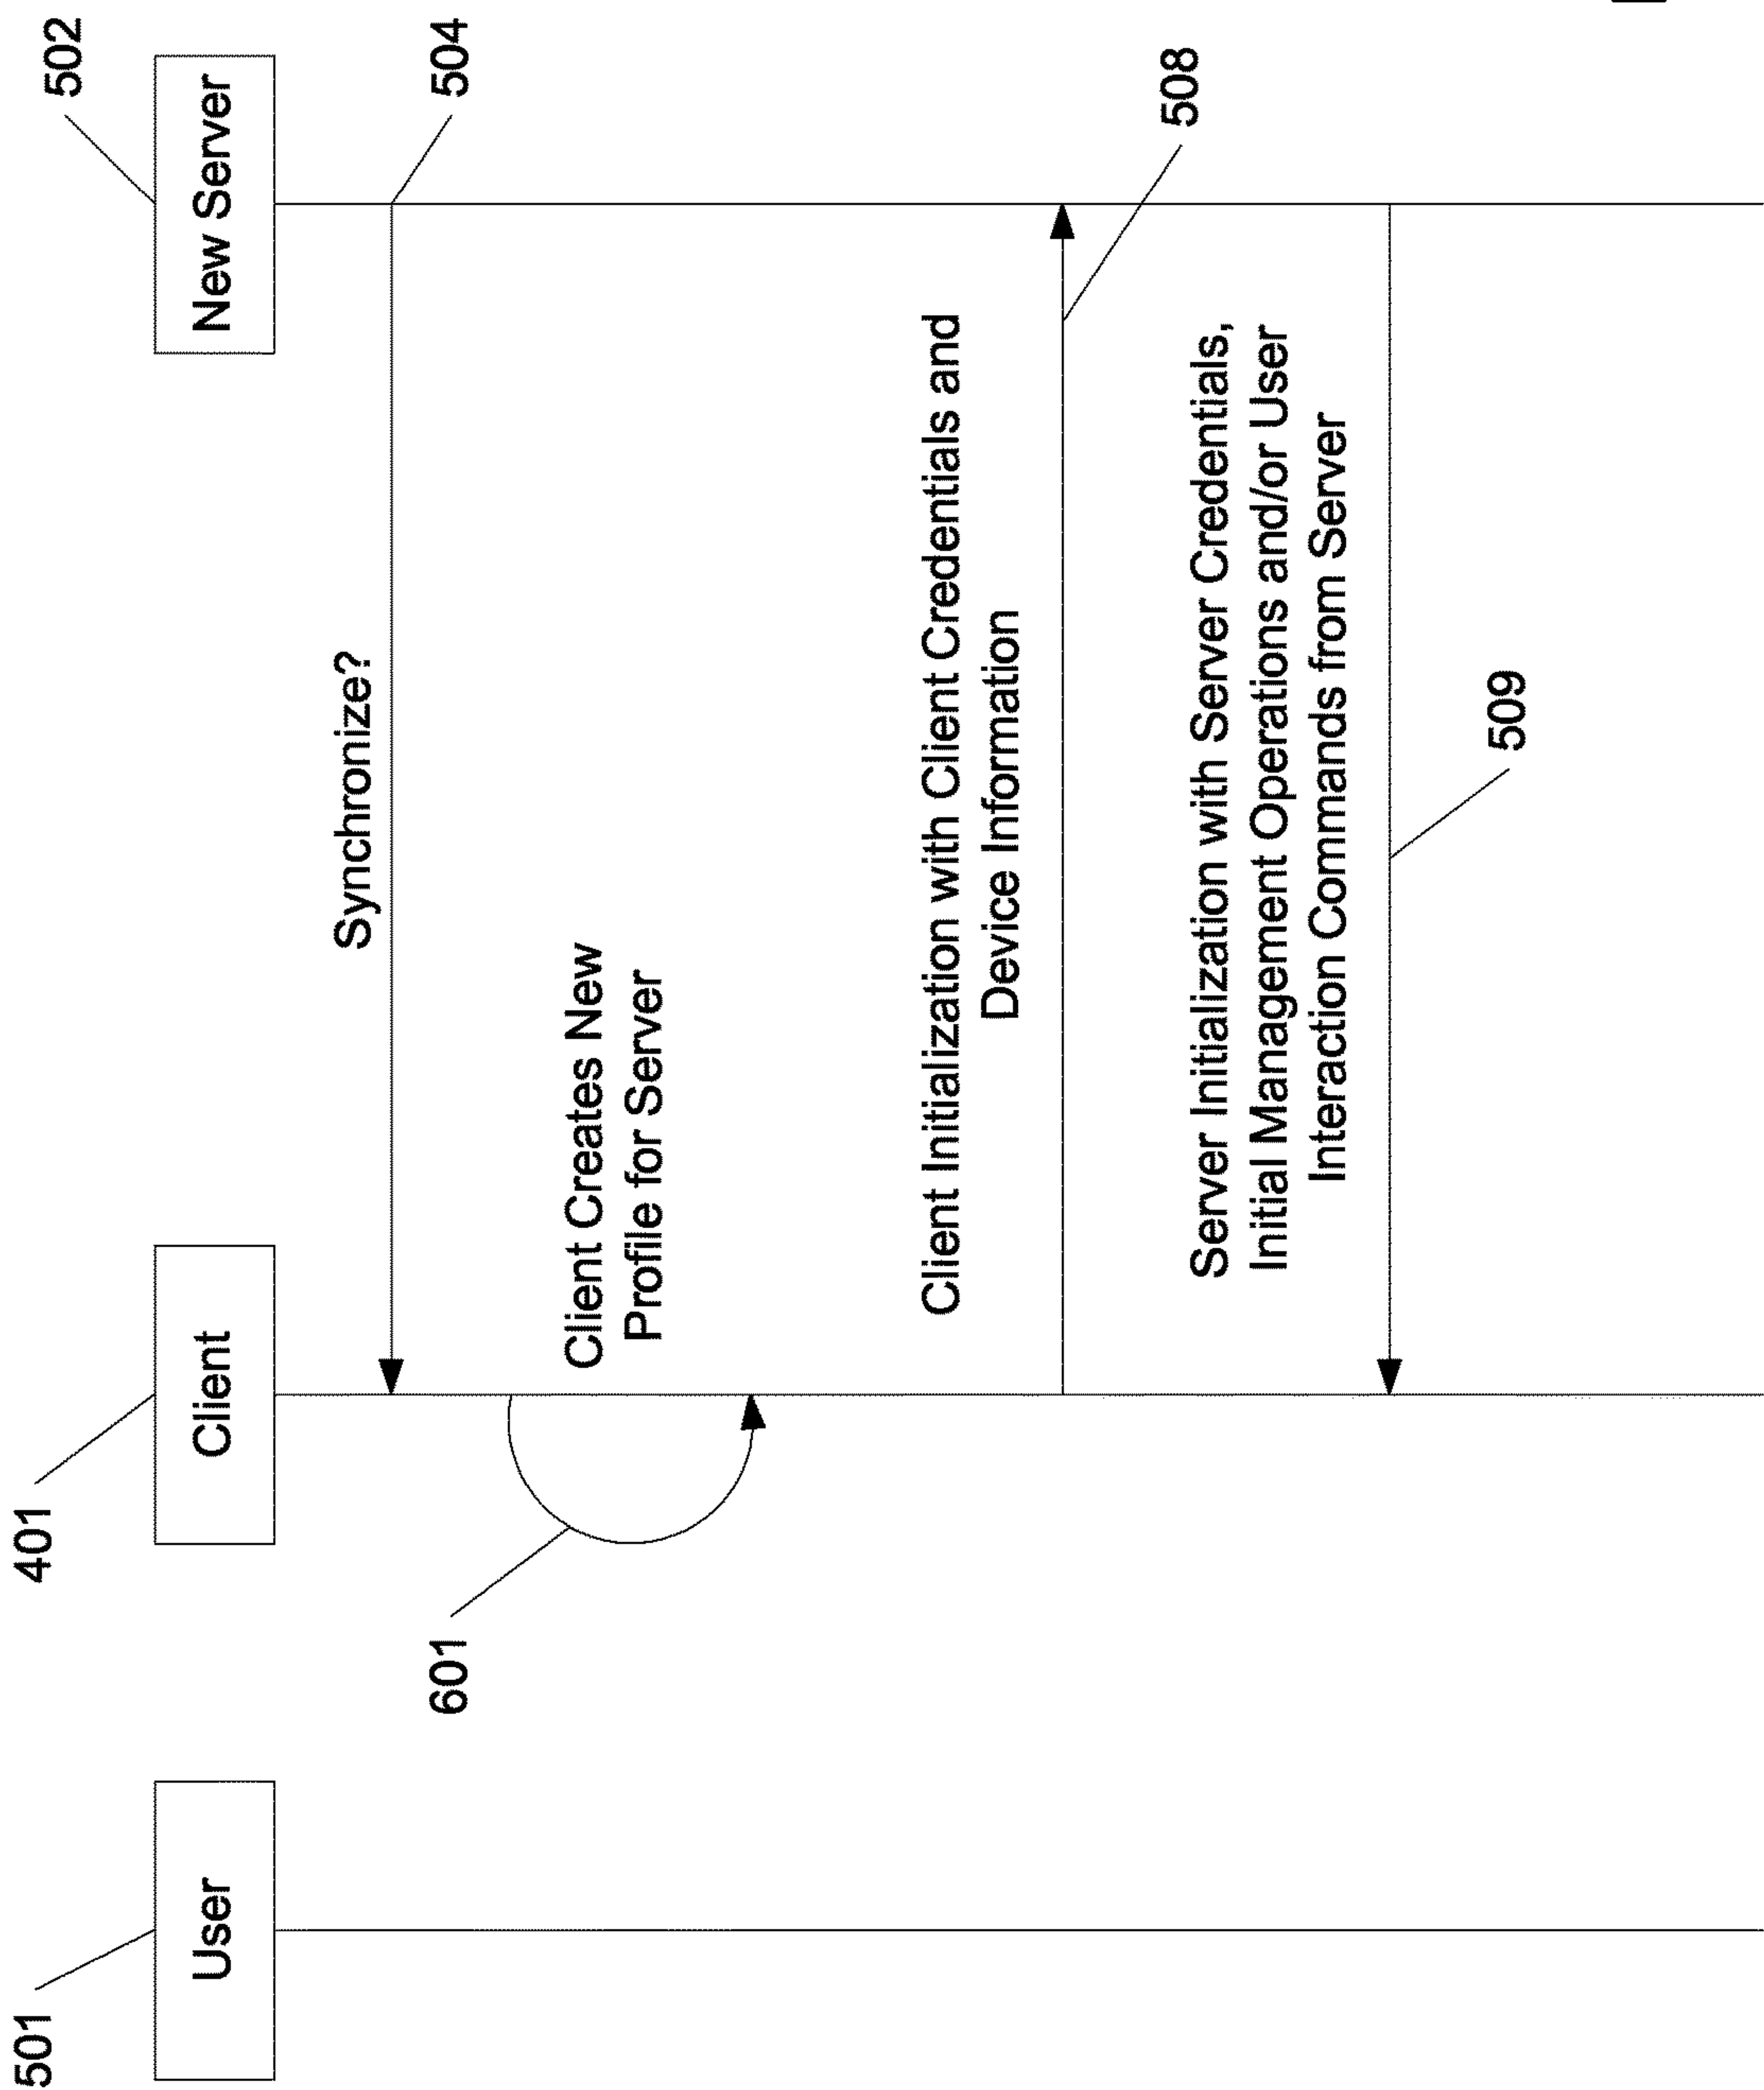 501
401
502
User
Client
New Server
Synchronize?
504
601
Client Creates New
Profile for Server
Client Initialization with Client Credentials and
Device Information
508
Server Initialization with Server Credentials,
Initial Management Operations and/or User
Interaction Commands from Server
509